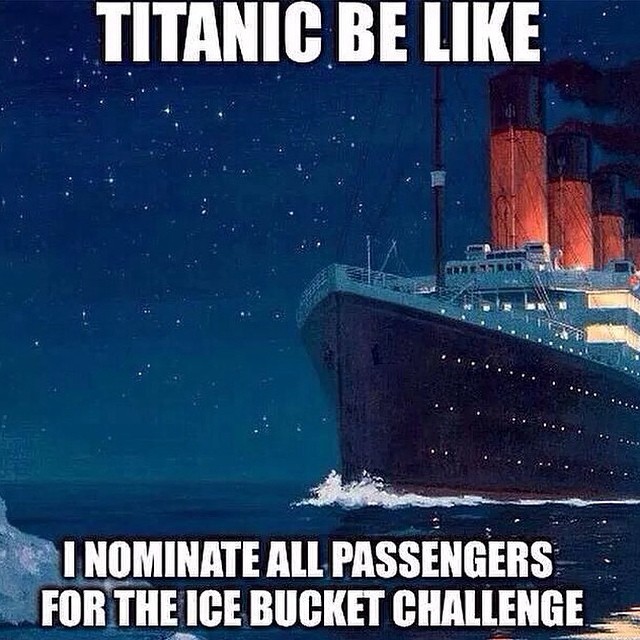 TITANIC BE LIKE
I NOMINATE ALL PASSENGERS
FOR THE ICE BUCKET CHALLENGE